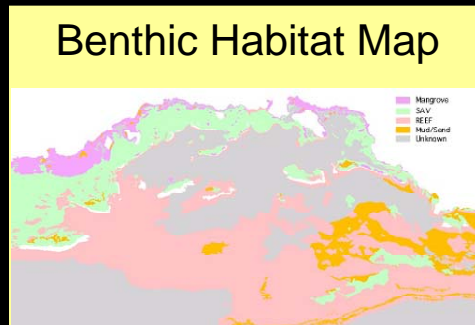 Benthic Habitat Map
Mangrove
SAV
REEF
Mud/Sand
Unknown